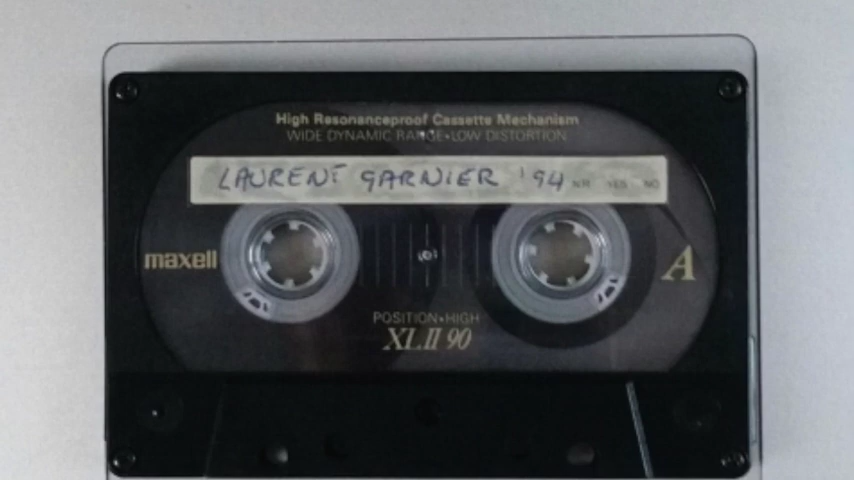 High Resonanceproof Cassette Mechanism
WIDE DYNAMIC RANGE•LOW DISTORTION
LAURENT GARNIER '94 N.R. YES NO
maxell
A
POSITION•HIGH
XLII 90